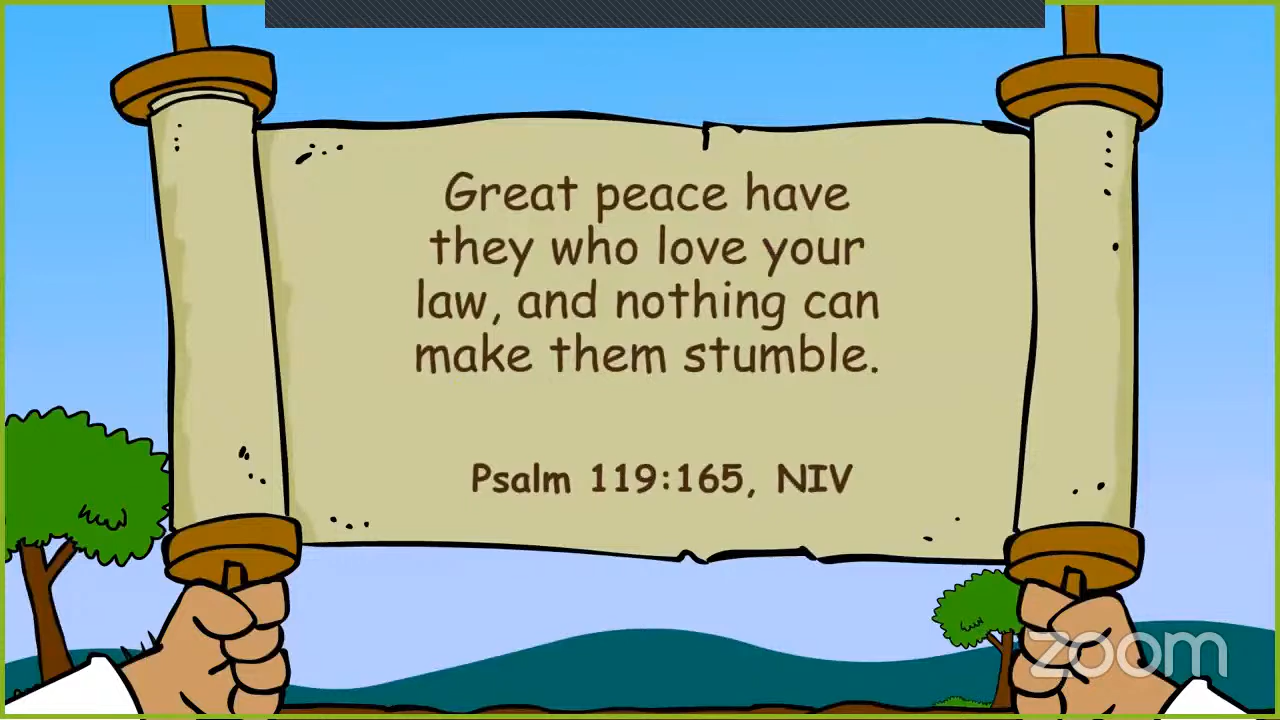 Great peace have
they who love your
law, and nothing can
make them stumble.
Psalm 119:165, NIV
zoom